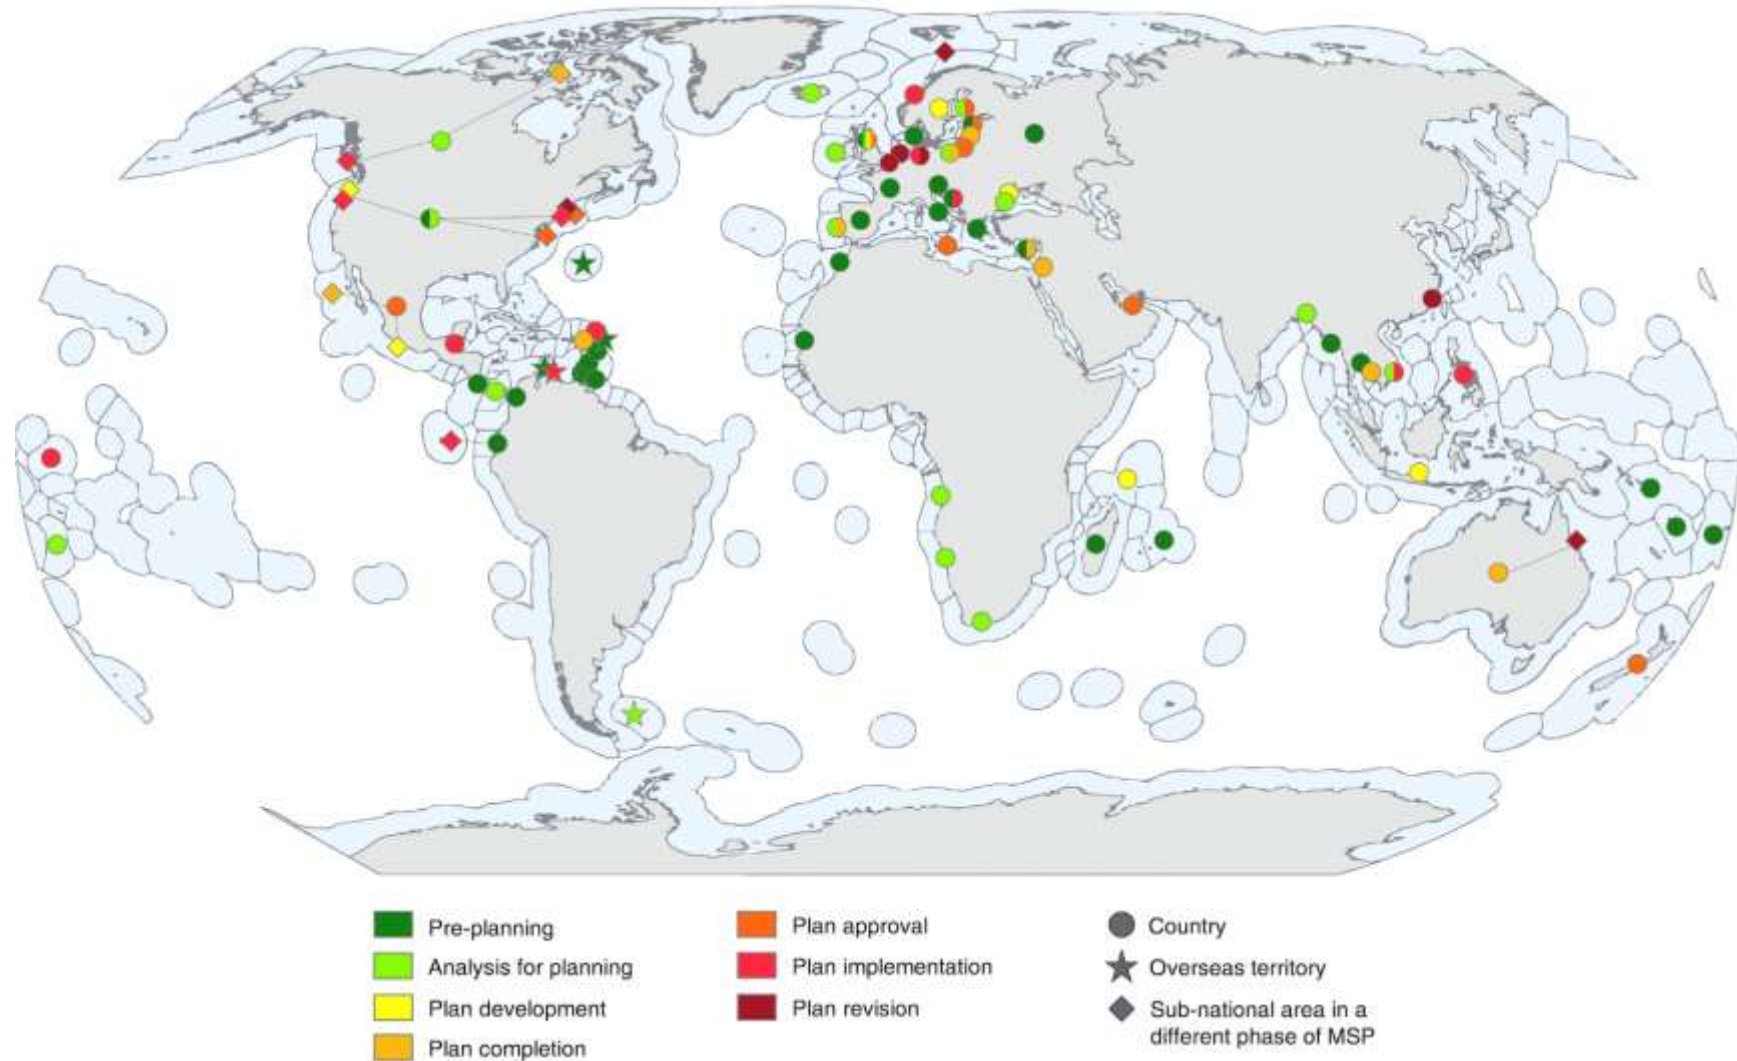 Pre-planning
Analysis for planning
Plan development
Plan completion
Plan approval
Plan implementation
Plan revision
Country
Overseas territory
Sub-national area in a
different phase of MSP